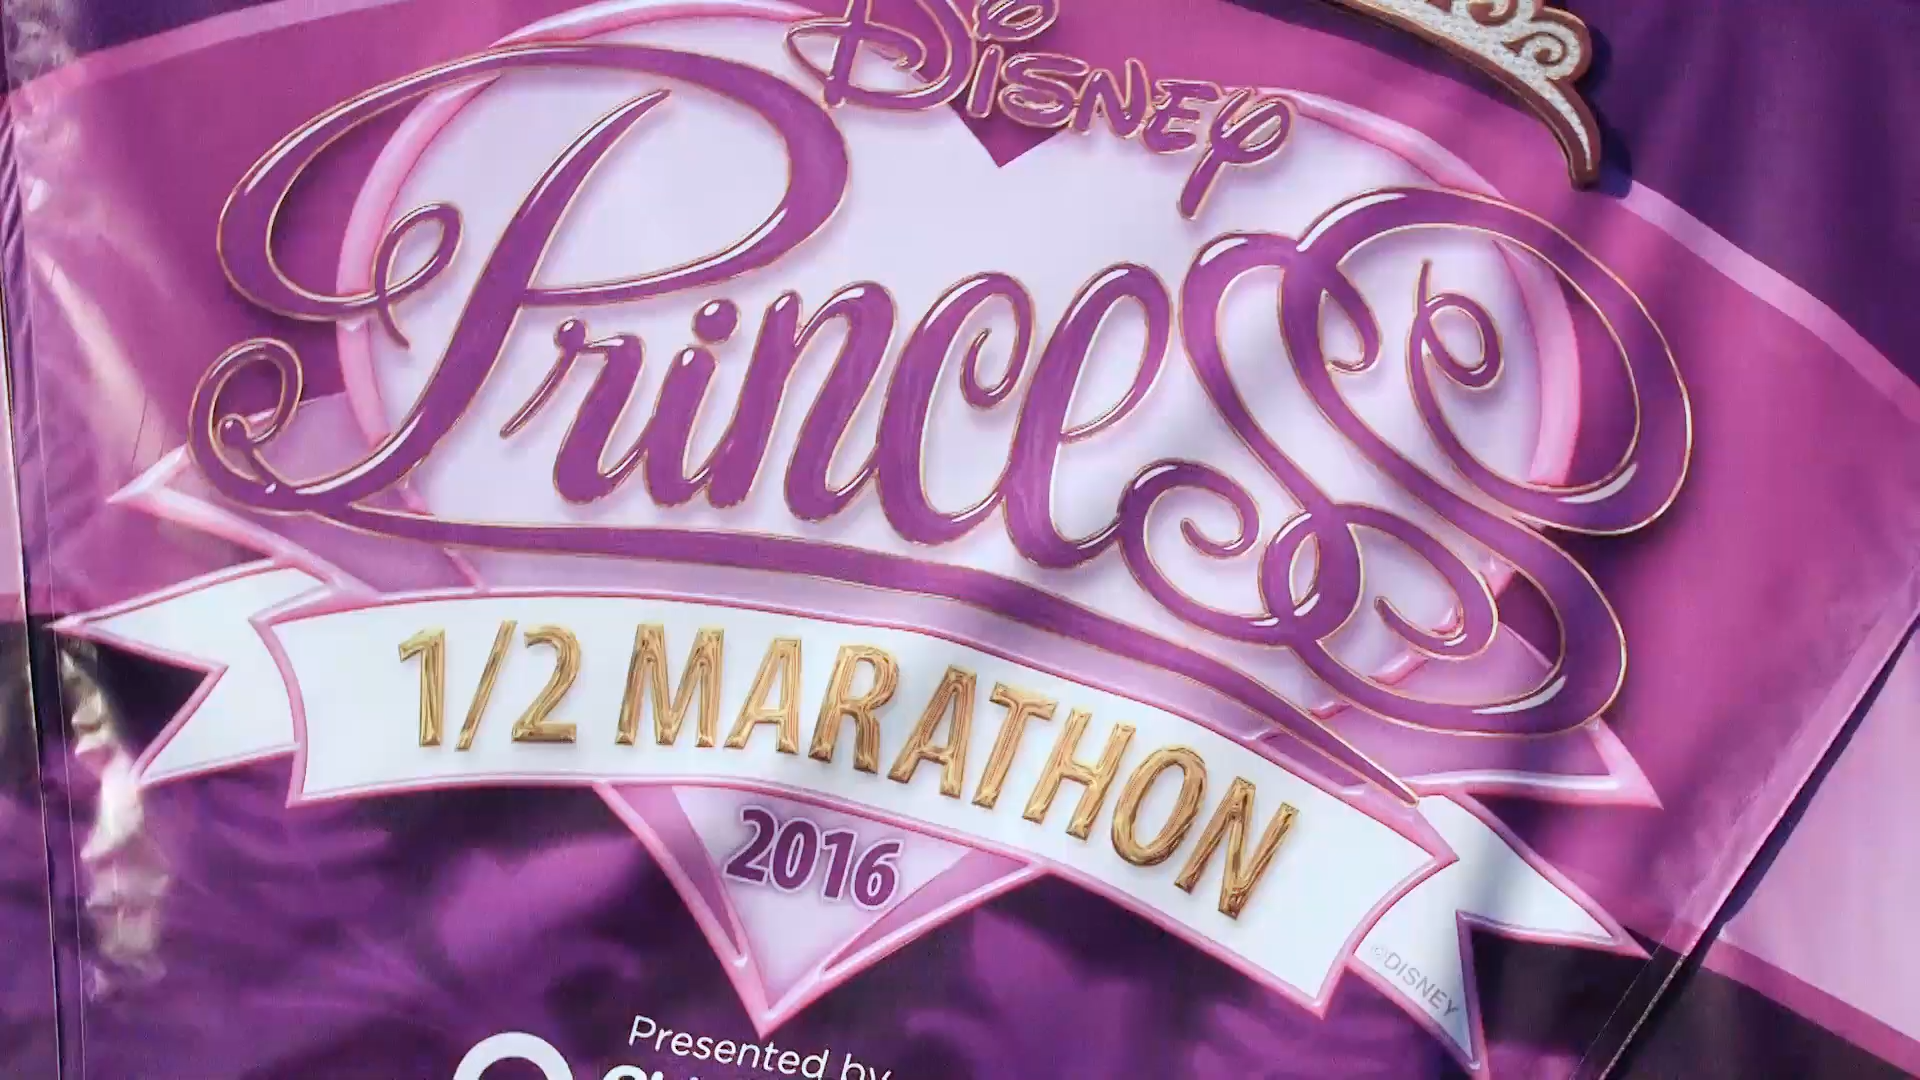 Disney
Princess
1/2 MARATHON
2016
©DISNEY
Presented by